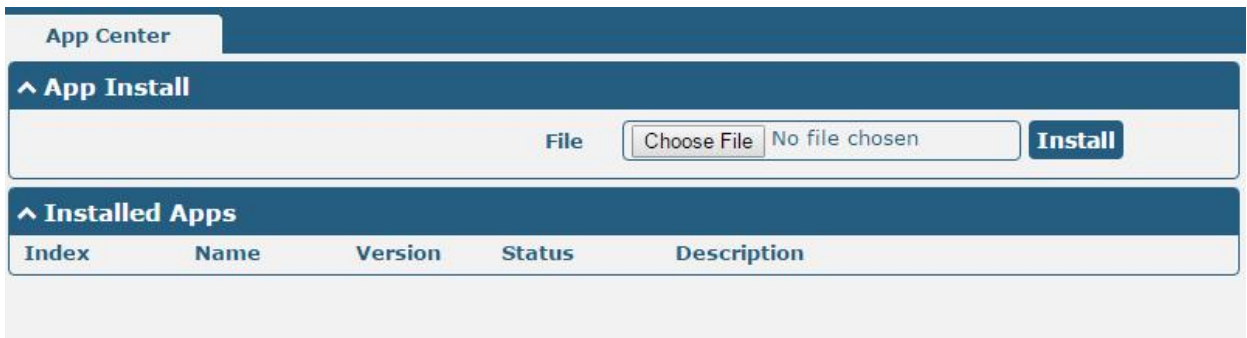 App Center
App Install
File Choose File No file chosen Install
Installed Apps
Index Name Version Status Description